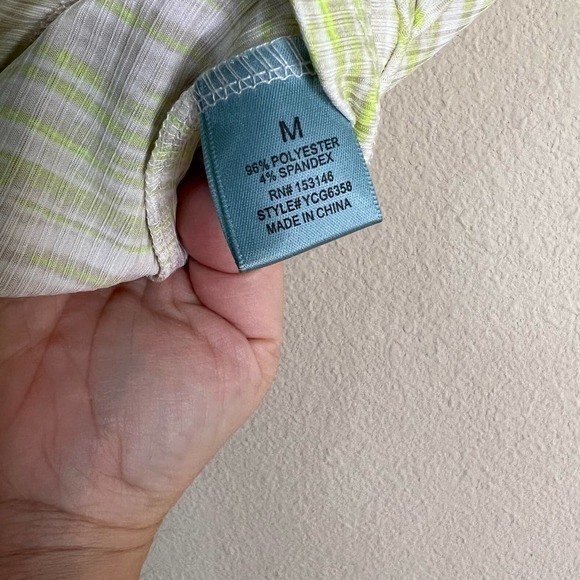 M
96% POLYESTER
4% SPANDEX
RN# 153146
STYLE#YCG6358
MADE IN CHINA